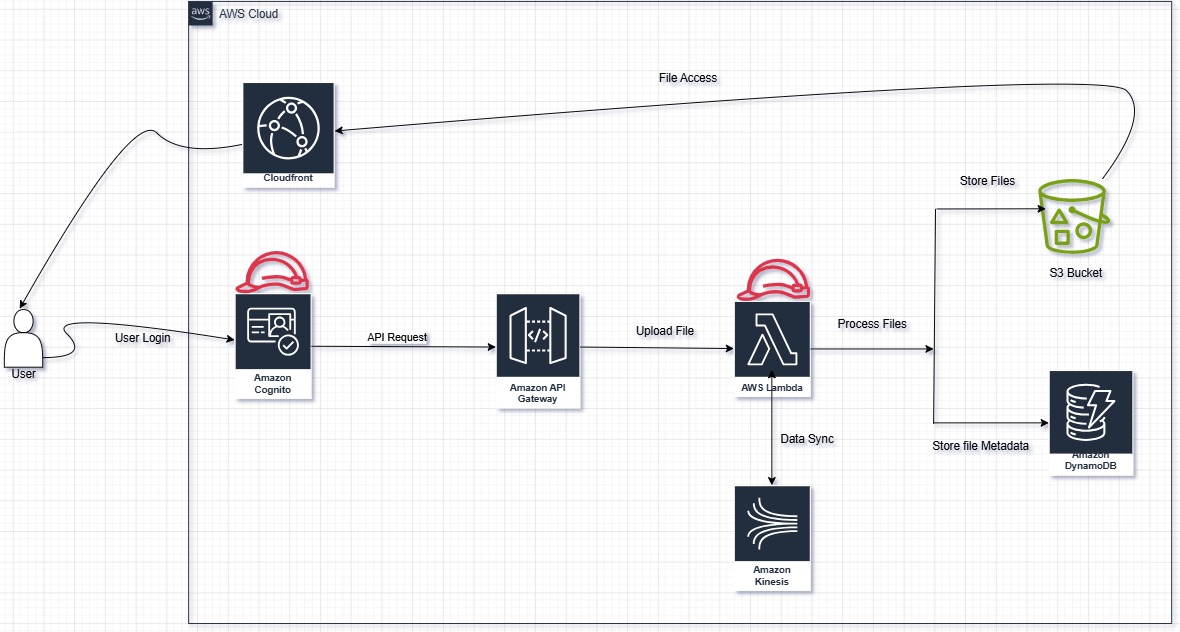 aws
AWS Cloud
File Access
Cloudfront
Store Files
S3 Bucket
User Login
User
Amazon
Cognito
API Request
Amazon API
Gateway
Upload File
AWS Lambda
Process Files
Data Sync
Store file Metadata
Amazon
DynamoDB
Amazon
Kinesis